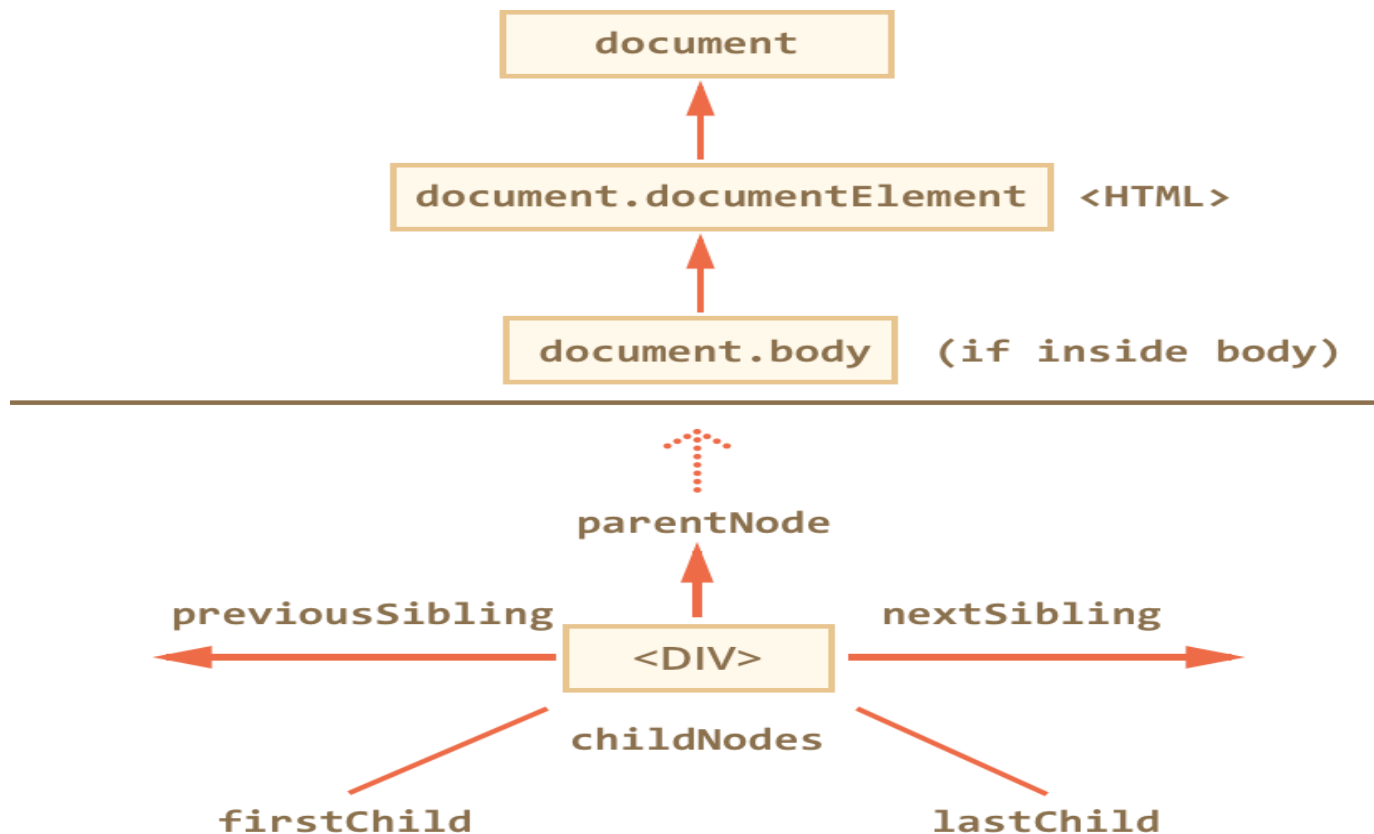 document
document.documentElement <HTML>
document.body (if inside body)
parentNode
previousSibling nextSibling
<DIV>
childNodes
firstChild lastChild